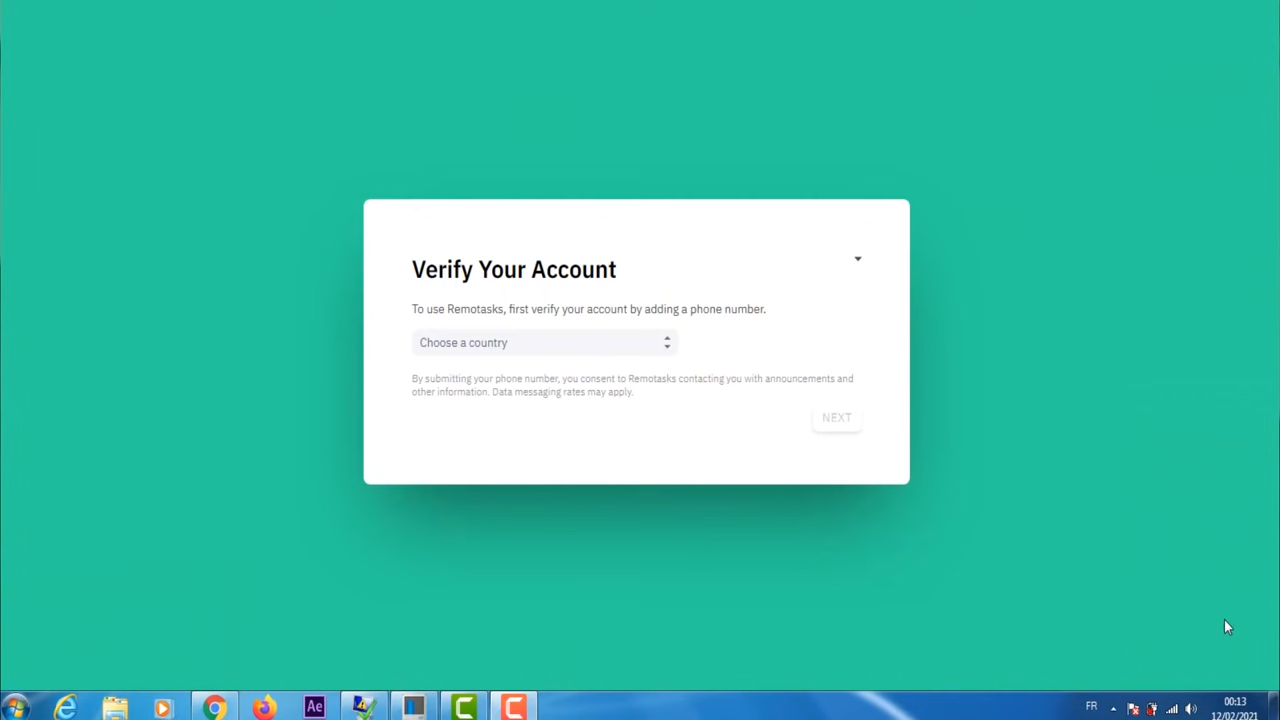 Verify Your Account
To use Remotasks, first verify your account by adding a phone number.
Choose a country
By submitting your phone number, you consent to Remotasks contacting you with announcements and
other information. Data messaging rates may apply.
NEXT
Ae
FR
00:13
12/02/2021